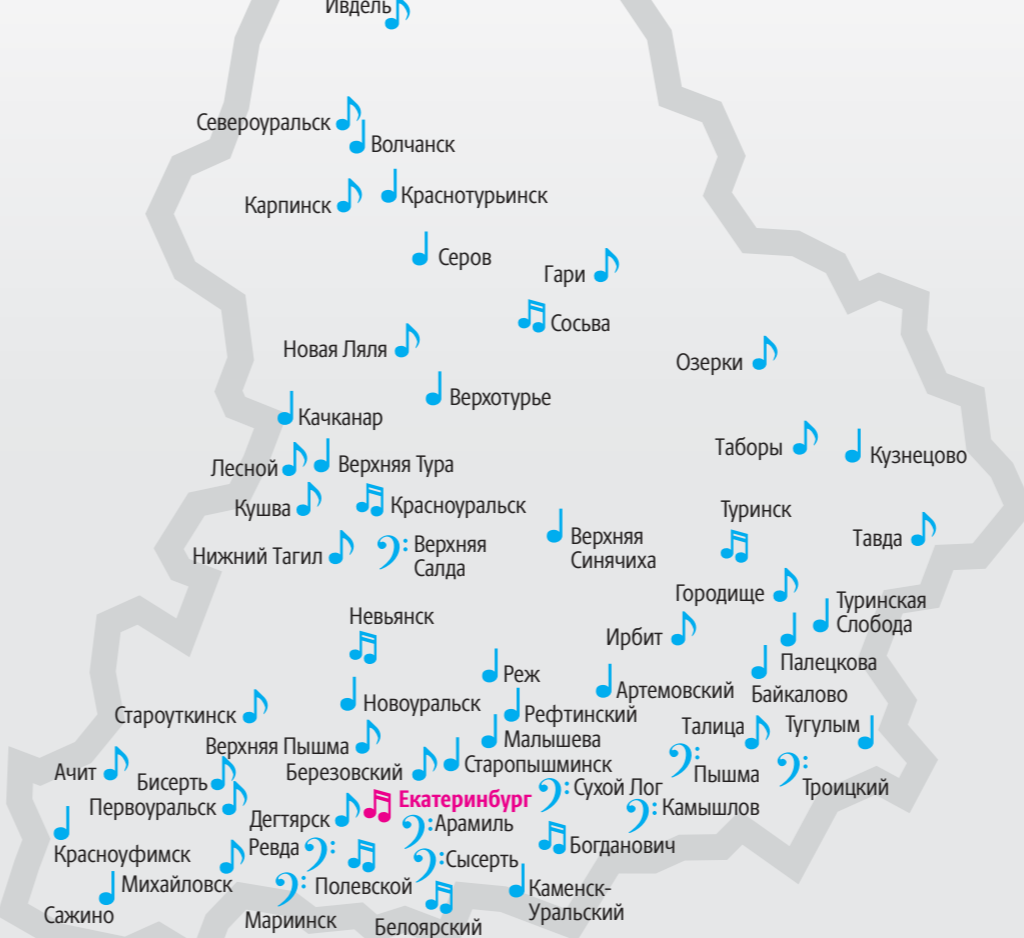 Ивдель
Североуральск
Волчанск
Карпинск
Краснотурьинск
Серов
Гари
Сосьва
Новая Ляля
Озерки
Верхотурье
Качканар
Таборы
Кузнецово
Лесной
Верхняя Тура
Кушва
Красноуральск
Туринск
Верхняя
Синячиха
Тавда
Нижний Тагил
Верхняя
Салда
Городище
Туринская
Слобода
Невьянск
Ирбит
Палецкова
Реж
Артемовский
Байкалово
Новоуральск
Староуткинск
Рефтинский
Талица
Тугулым
Верхняя Пышма
Малышева
Ачит
Бисерть
Березовский
Старопышминск
Пышма
Троицкий
Сухой Лог
Первоуральск
Екатеринбург
Камышлов
Дегтярск
Арамиль
Красноуфимск
Ревда
Сысерть
Богданович
Михайловск
Полевской
Каменск-
Уральский
Сажино
Мариинск
Белоярский